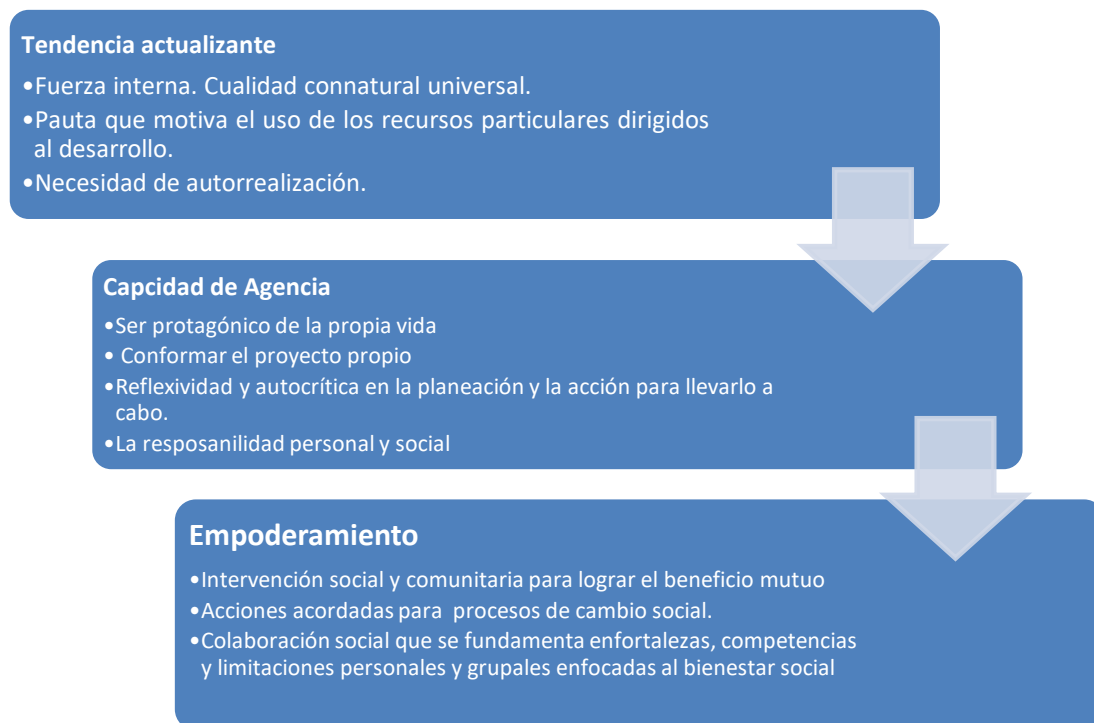 Tendencia actualizante
•Fuerza interna. Cualidad connatural universal.
•Pauta que motiva el uso de los recursos particulares dirigidos
al desarrollo.
•Necesidad de autorrealización.
Capcidad de Agencia
•Ser protagónico de la propia vida
• Conformar el proyecto propio
•Reflexividad y autocrítica en la planeación y la acción para llevarlo a
cabo.
•La resposanilidad personal y social
Empoderamiento
•Intervención social y comunitaria para lograr el beneficio mutuo
•Acciones acordadas para procesos de cambio social.
•Colaboración social que se fundamenta enfortalezas, competencias
y limitaciones personales y grupales enfocadas al bienestar social